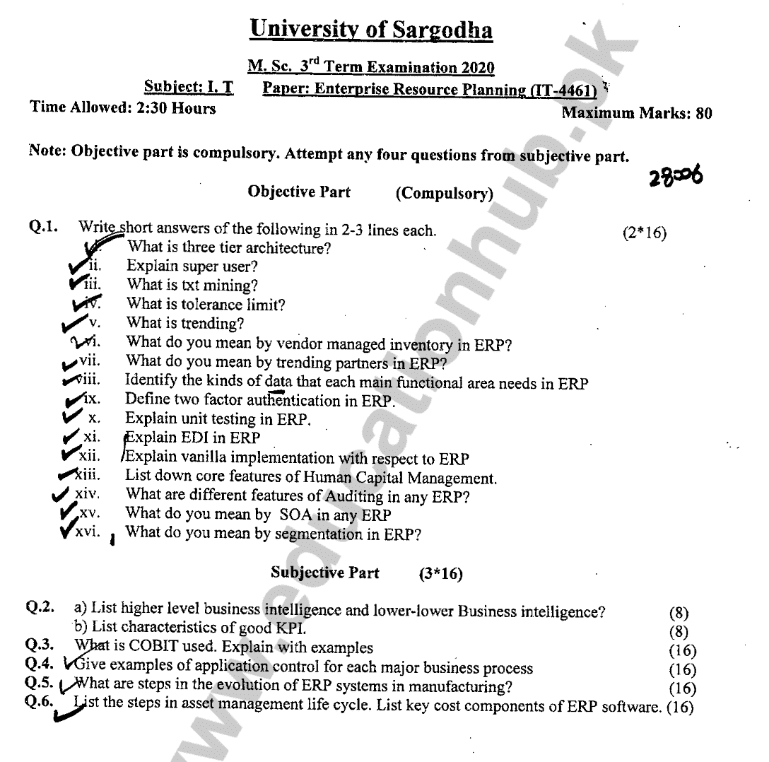 University of Sargodha
M. Sc. 3rd Term Examination 2020
Subject: I. T Paper: Enterprise Resource Planning (IT-4461)
Time Allowed: 2:30 Hours Maximum Marks: 80
Note: Objective part is compulsory. Attempt any four questions from subjective part.
28006
Objective Part (Compulsory)
Q.1. Write short answers of the following in 2-3 lines each. (2*16)
i. What is three tier architecture?
ii. Explain super user?
iii. What is txt mining?
iv. What is tolerance limit?
v. What is trending?
vi. What do you mean by vendor managed inventory in ERP?
vii. What do you mean by trending partners in ERP?
viii. Identify the kinds of data that each main functional area needs in ERP
ix. Define two factor authentication in ERP.
x. Explain unit testing in ERP.
xi. Explain EDI in ERP
xii. Explain vanilla implementation with respect to ERP
xiii. List down core features of Human Capital Management.
xiv. What are different features of Auditing in any ERP?
xv. What do you mean by SOA in any ERP
xvi. What do you mean by segmentation in ERP?
Subjective Part (3*16)
Q.2. a) List higher level business intelligence and lower-lower Business intelligence? (8)
b) List characteristics of good KPI. (8)
Q.3. What is COBIT used. Explain with examples (16)
Q.4. Give examples of application control for each major business process (16)
Q.5. What are steps in the evolution of ERP systems in manufacturing? (16)
Q.6. List the steps in asset management life cycle. List key cost components of ERP software. (16)
www.educationhub.pk